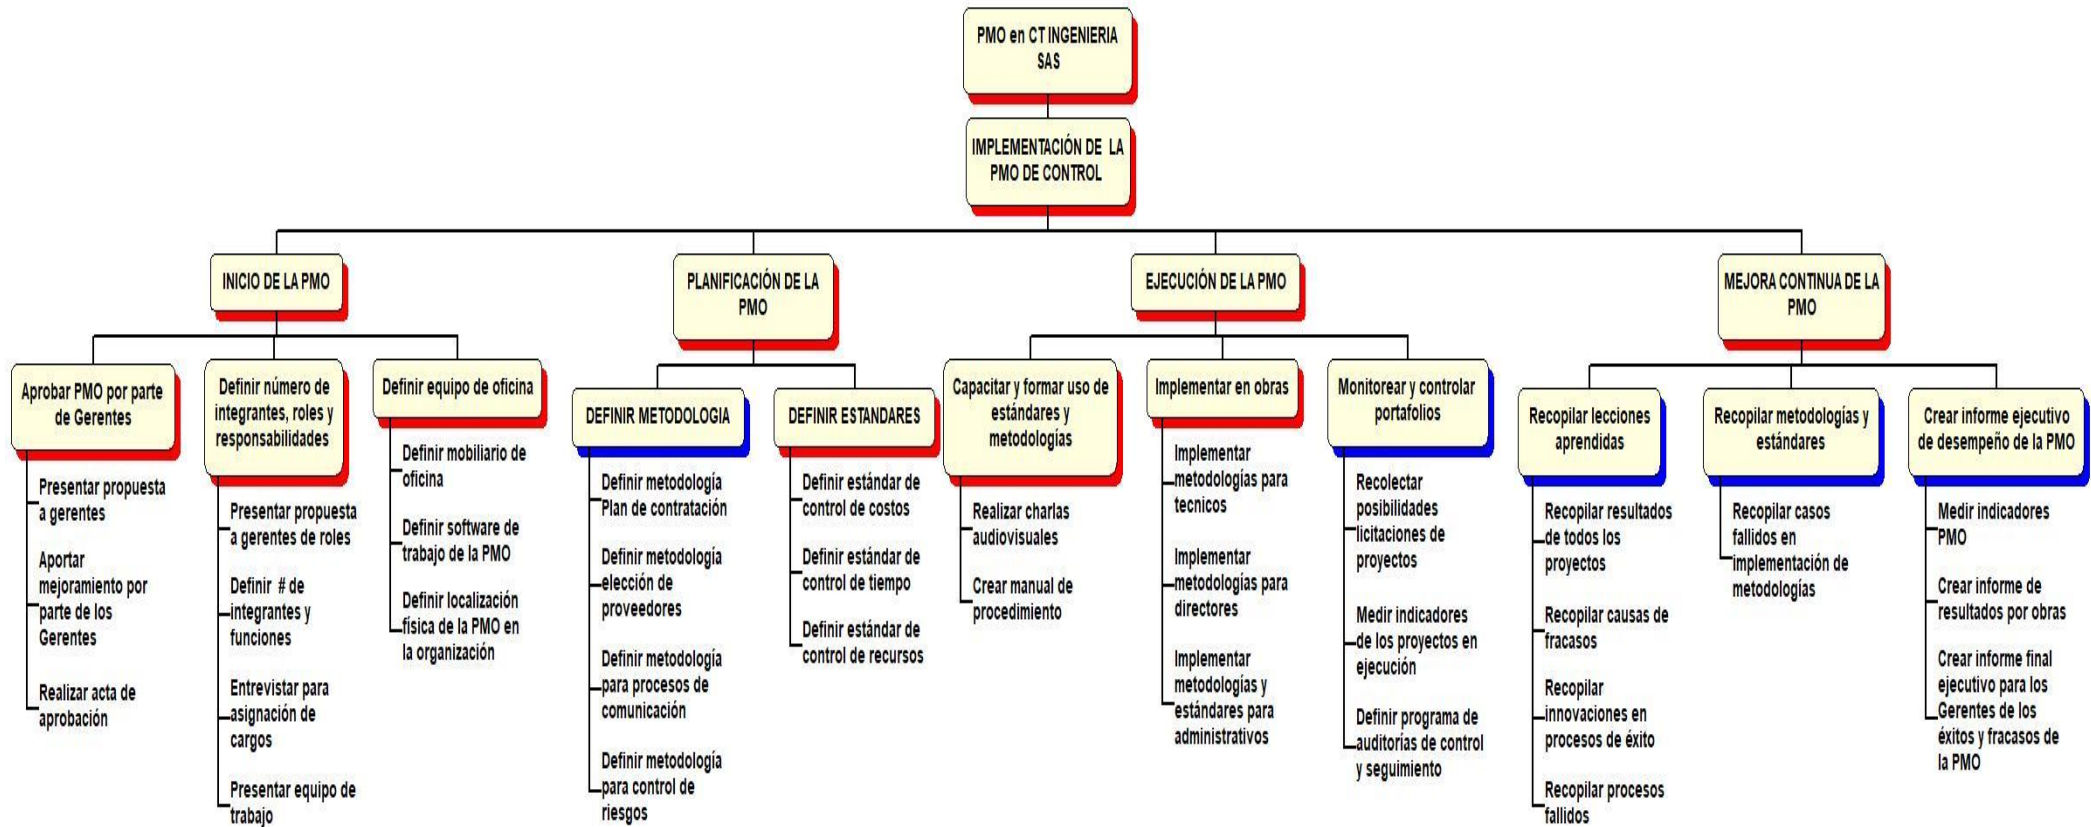 PMO en CT INGENIERIA
SAS
IMPLEMENTACIÓN DE LA
PMO DE CONTROL
INICIO DE LA PMO
PLANIFICACIÓN DE LA
PMO
EJECUCIÓN DE LA PMO
MEJORA CONTINUA DE LA
PMO
Aprobar PMO por parte
de Gerentes
Presentar propuesta
a gerentes
Aportar
mejoramiento por
parte de los
Gerentes
Realizar acta de
aprobación
Definir número de
integrantes, roles y
responsabilidades
Presentar propuesta
a gerentes de roles
Definir # de
integrantes y
funciones
Entrevistar para
asignación de
cargos
Presentar equipo de
trabajo
Definir equipo de oficina
Definir mobiliario de
oficina
Definir software de
trabajo de la PMO
Definir localización
física de la PMO en
la organización
DEFINIR METODOLOGIA
Definir metodología
Plan de contratación
Definir metodología
elección de
proveedores
Definir metodología
para procesos de
comunicación
Definir metodología
para control de
riesgos
DEFINIR ESTANDARES
Definir estándar de
control de costos
Definir estándar de
control de tiempo
Definir estándar de
control de recursos
Capacitar y formar uso de
estándares y
metodologías
Realizar charlas
audiovisuales
Crear manual de
procedimiento
Implementar en obras
Implementar
metodologías para
tecnicos
Implementar
metodologías para
directores
Implementar
metodologías y
estándares para
administrativos
Monitorear y controlar
portafolios
Recolectar
posibilidades
licitaciones de
proyectos
Medir indicadores
de los proyectos en
ejecución
Definir programa de
auditorías de control
y seguimiento
Recopilar lecciones
aprendidas
Recopilar resultados
de todos los
proyectos
Recopilar causas de
fracasos
Recopilar
innovaciones en
procesos de éxito
Recopilar procesos
fallidos
Recopilar metodologías y
estándares
Recopilar casos
fallidos en
implementación de
metodologías
Crear informe ejecutivo
de desempeño de la PMO
Medir indicadores
PMO
Crear informe de
resultados por obras
Crear informe final
ejecutivo para los
Gerentes de los
éxitos y fracasos de
la PMO